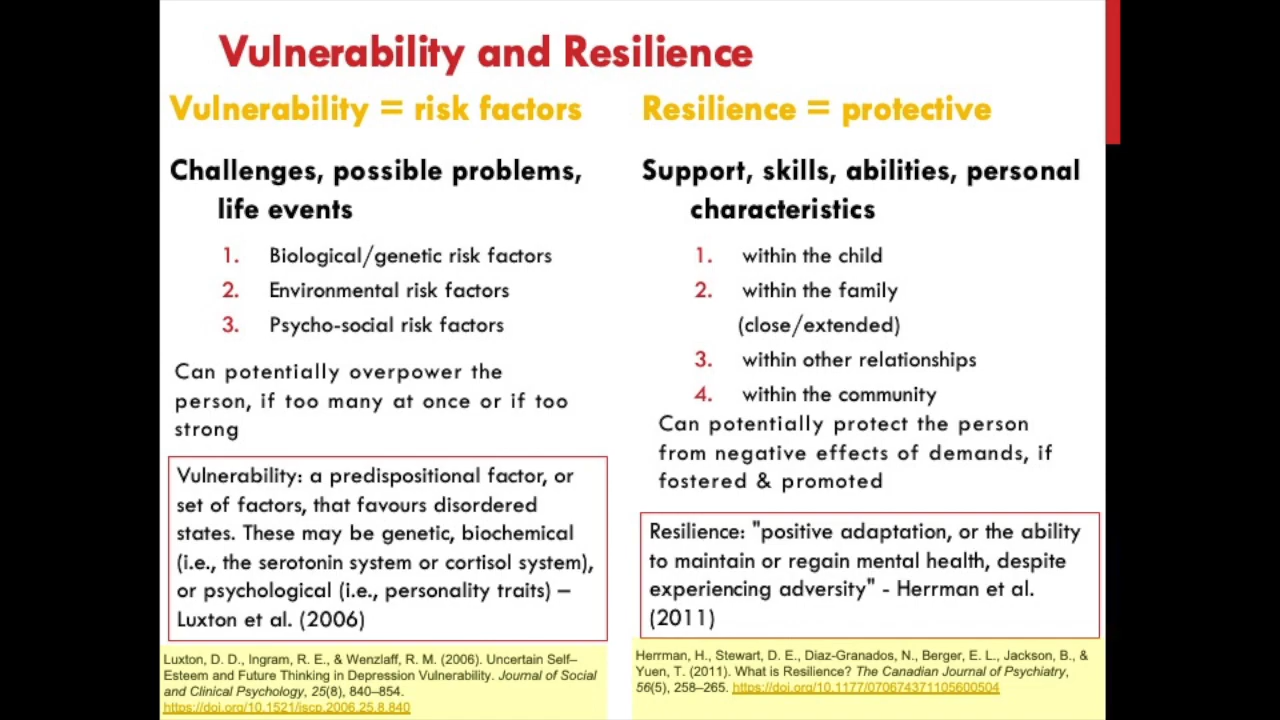 Vulnerability and Resilience
Vulnerability = risk factors
Challenges, possible problems,
life events
1. Biological/genetic risk factors
2. Environmental risk factors
3. Psycho-social risk factors
Can potentially overpower the
person, if too many at once or if too
strong
Vulnerability: a predispositional factor, or
set of factors, that favours disordered
states. These may be genetic, biochemical
(i.e., the serotonin system or cortisol system),
or psychological (i.e., personality traits) –
Luxton et al. (2006)
Luxton, D. D., Ingram, R. E., & Wenzlaff, R. M. (2006). Uncertain Self–
Esteem and Future Thinking in Depression Vulnerability. Journal of Social
and Clinical Psychology, 25(8), 840–854.
https://doi.org/10.1521/jscp.2006.25.8.840
Resilience = protective
Support, skills, abilities, personal
characteristics
1. within the child
2. within the family
(close/extended)
3. within other relationships
4. within the community
Can potentially protect the person
from negative effects of demands, if
fostered & promoted
Resilience: "positive adaptation, or the ability
to maintain or regain mental health, despite
experiencing adversity" - Herrman et al.
(2011)
Herrman, H., Stewart, D. E., Diaz-Granados, N., Berger, E. L., Jackson, B., &
Yuen, T. (2011). What is Resilience? The Canadian Journal of Psychiatry,
56(5), 258–265. https://doi.org/10.1177/070674371105600504